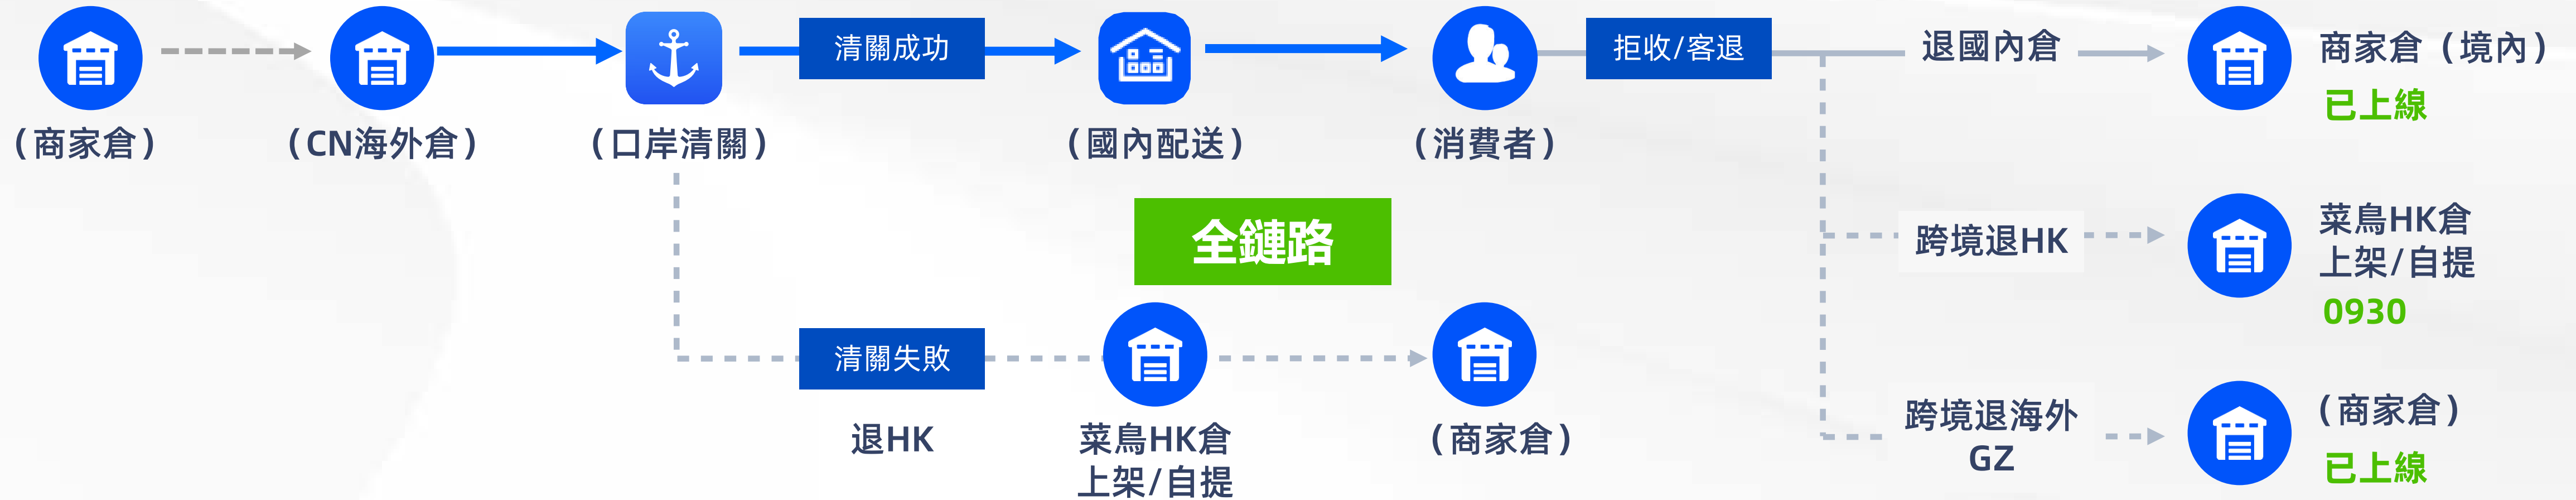 清關成功
拒收/客退
退國內倉
商家倉（境內）
已上線
（商家倉）
（CN海外倉）
（口岸清關）
（國內配送）
（消費者）
全鏈路
跨境退HK
菜鳥HK倉
上架/自提
0930
清關失敗
退HK
菜鳥HK倉
上架/自提
（商家倉）
跨境退海外
GZ
（商家倉）
已上線